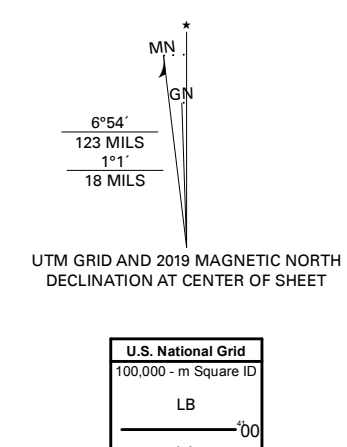 ★
MN
GN
6°54´
123 MILS
1°1´
18 MILS
UTM GRID AND 2019 MAGNETIC NORTH
DECLINATION AT CENTER OF SHEET
U.S. National Grid
100,000 - m Square ID
LB
⁴¹00